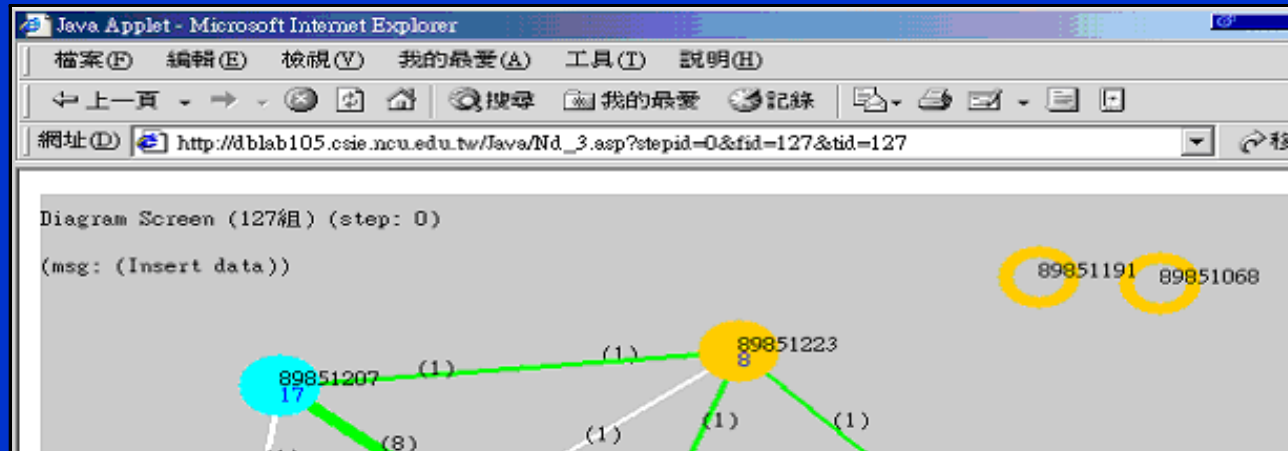 Java Applet - Microsoft Internet Explorer
檔案(F) 編輯(E) 檢視(V) 我的最愛(A) 工具(T) 說明(H)
上一頁 搜尋 我的最愛 記錄
網址(D) http://dblab105.csie.ncu.edu.tw/Java/Nd_3.asp?stepid=0&fid=127&tid=127 移
Diagram Screen (127組) (step: 0)
(msg: (Insert data))
89851191 89851068
89851223
8
(1) (1)
89851207
17
(1) (1) (1)
(8)